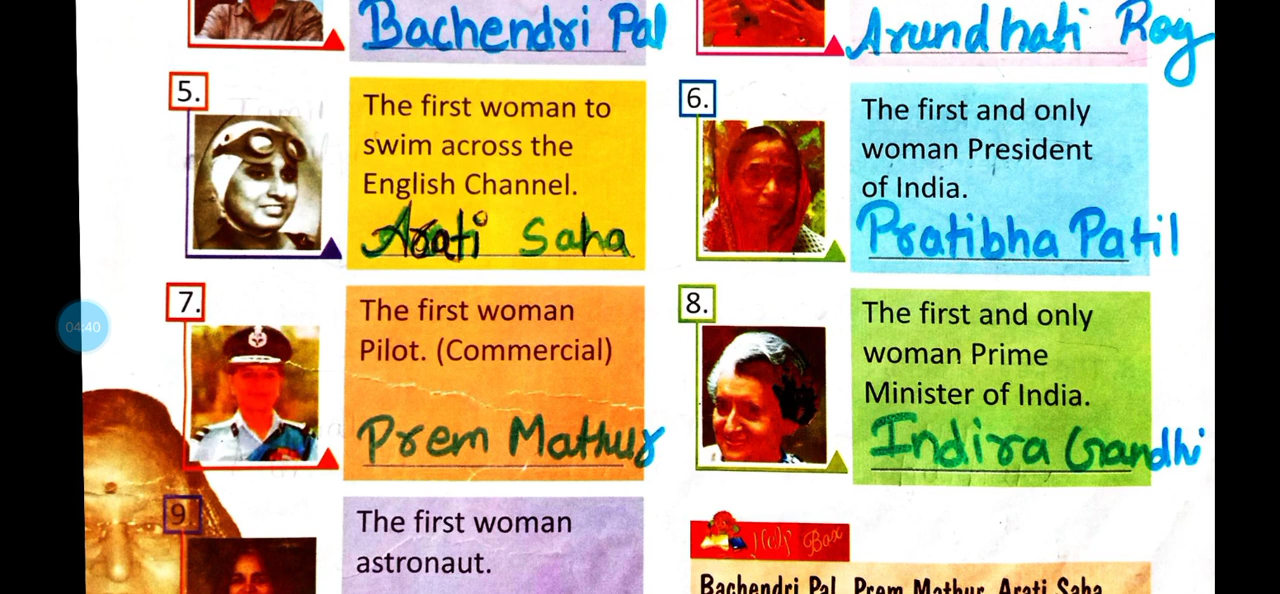 Bachendri Pal
Arundhati Roy
5.
The first woman to
swim across the
English Channel.
Arati Saha
6.
The first and only
woman President
of India.
Pratibha Patil
7.
The first woman
Pilot. (Commercial)
Prem Mathur
8.
The first and only
woman Prime
Minister of India.
Indira Gandhi
9.
The first woman
astronaut.
Help Box
Bachendri Pal, Prem Mathur, Arati Saha
04:40